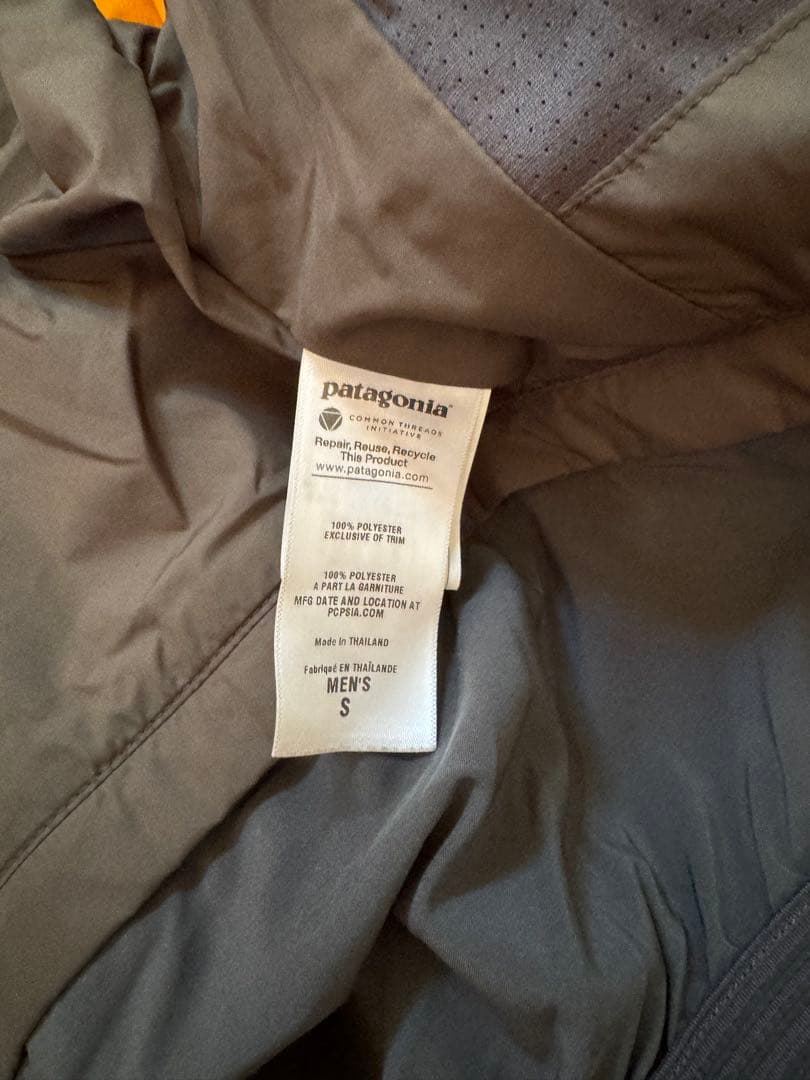 patagonia™
COMMON THREADS
INITIATIVE
Repair, Reuse, Recycle
This Product
www.patagonia.com
100% POLYESTER
EXCLUSIVE OF TRIM
100% POLYESTER
A PART LA GARNITURE
MFG DATE AND LOCATION AT
PCPSIA.COM
Made In THAILAND
Fabriqué EN THAÏLANDE
MEN'S
S